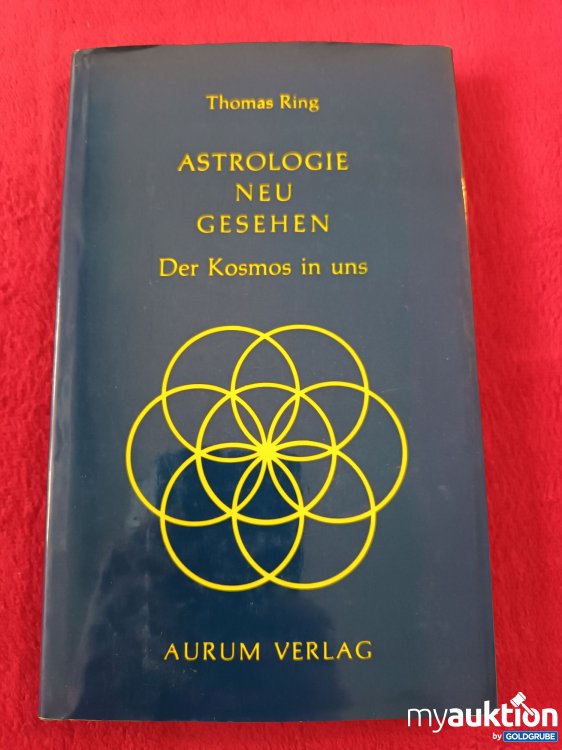 Thomas Ring
ASTROLOGIE
NEU
GESEHEN
Der Kosmos in uns
AURUM VERLAG
myauktion
by GOLDGRUBE